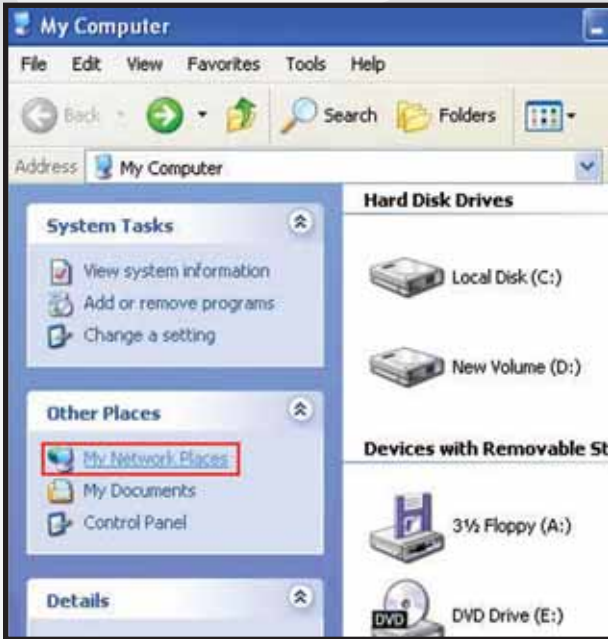 My Computer
File Edit View Favorites Tools Help
Back Search Folders
Address My Computer
System Tasks
View system information
Add or remove programs
Change a setting
Other Places
My Network Places
My Documents
Control Panel
Details
Hard Disk Drives
Local Disk (C:)
New Volume (D:)
Devices with Removable St
3½ Floppy (A:)
DVD
DVD Drive (E:)